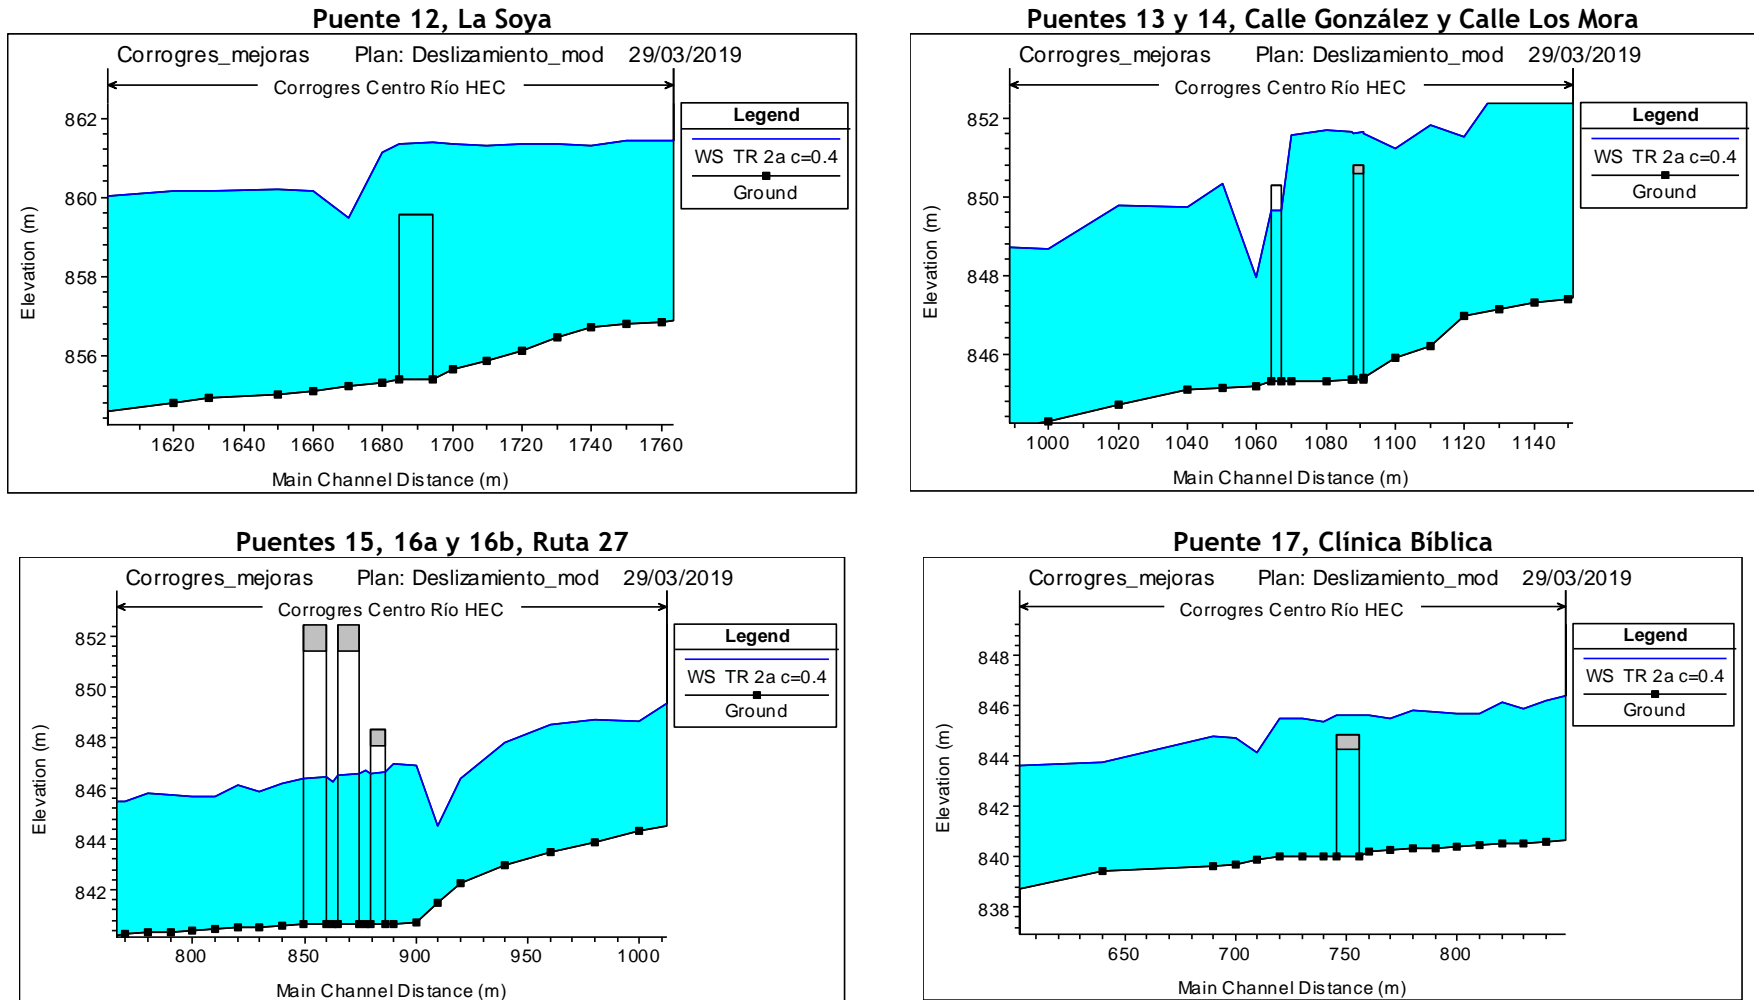 Puente 12, La Soya
Corrogres_mejoras Plan: Deslizamiento_mod 29/03/2019
Corrogres Centro Río HEC
Legend
WS TR 2a c=0.4
Ground
Elevation (m)
862
860
858
856
1620 1640 1660 1680 1700 1720 1740 1760
Main Channel Distance (m)
Puentes 13 y 14, Calle González y Calle Los Mora
Corrogres_mejoras Plan: Deslizamiento_mod 29/03/2019
Corrogres Centro Río HEC
Legend
WS TR 2a c=0.4
Ground
Elevation (m)
852
850
848
846
1000 1020 1040 1060 1080 1100 1120 1140
Main Channel Distance (m)
Puentes 15, 16a y 16b, Ruta 27
Corrogres_mejoras Plan: Deslizamiento_mod 29/03/2019
Corrogres Centro Río HEC
Legend
WS TR 2a c=0.4
Ground
Elevation (m)
852
850
848
846
844
842
800 850 900 950 1000
Main Channel Distance (m)
Puente 17, Clínica Bíblica
Corrogres_mejoras Plan: Deslizamiento_mod 29/03/2019
Corrogres Centro Río HEC
Legend
WS TR 2a c=0.4
Ground
Elevation (m)
848
846
844
842
840
838
650 700 750 800
Main Channel Distance (m)